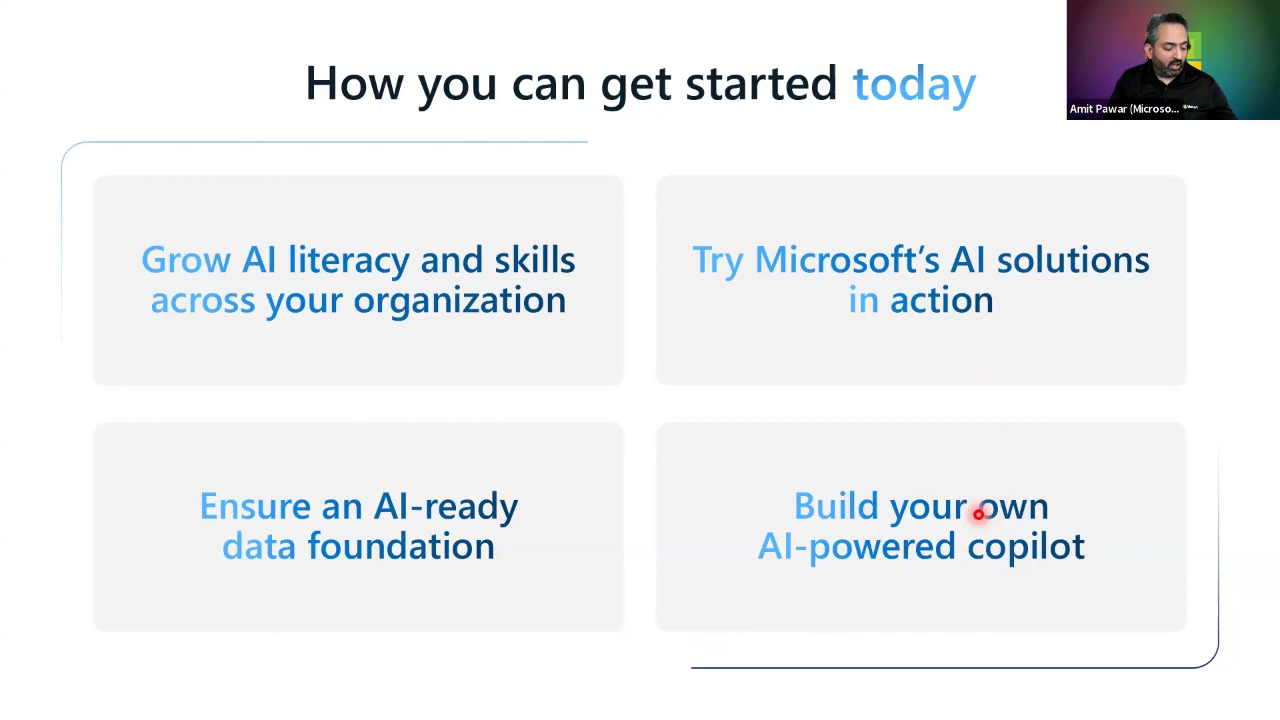 How you can get started today
Amit Pawar (Microso...
Grow AI literacy and skills
across your organization
Try Microsoft’s AI solutions
in action
Ensure an AI-ready
data foundation
Build your own
AI-powered copilot